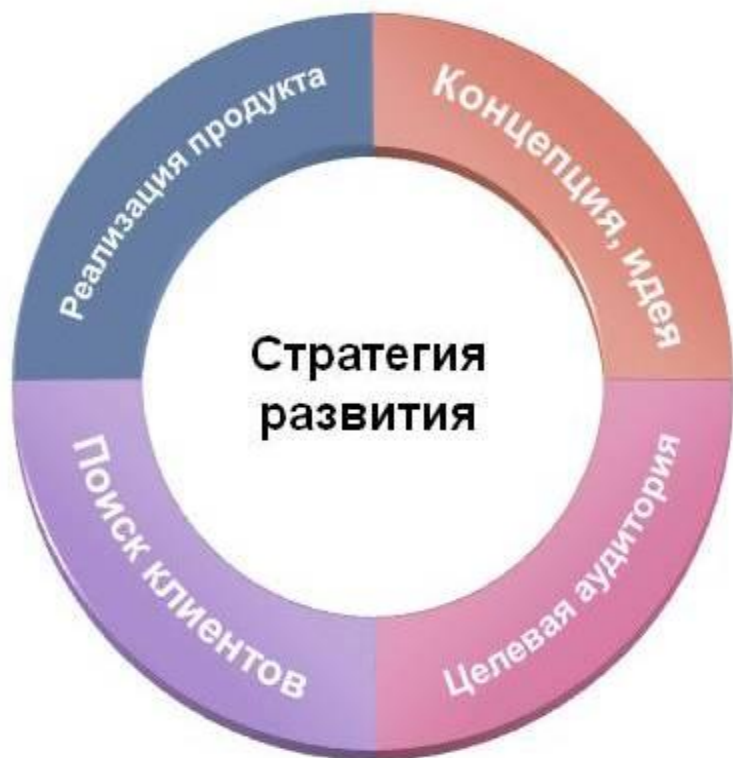 Реализация продукта
Концепция, идея
Стратегия
развития
Поиск клиентов
Целевая аудитория